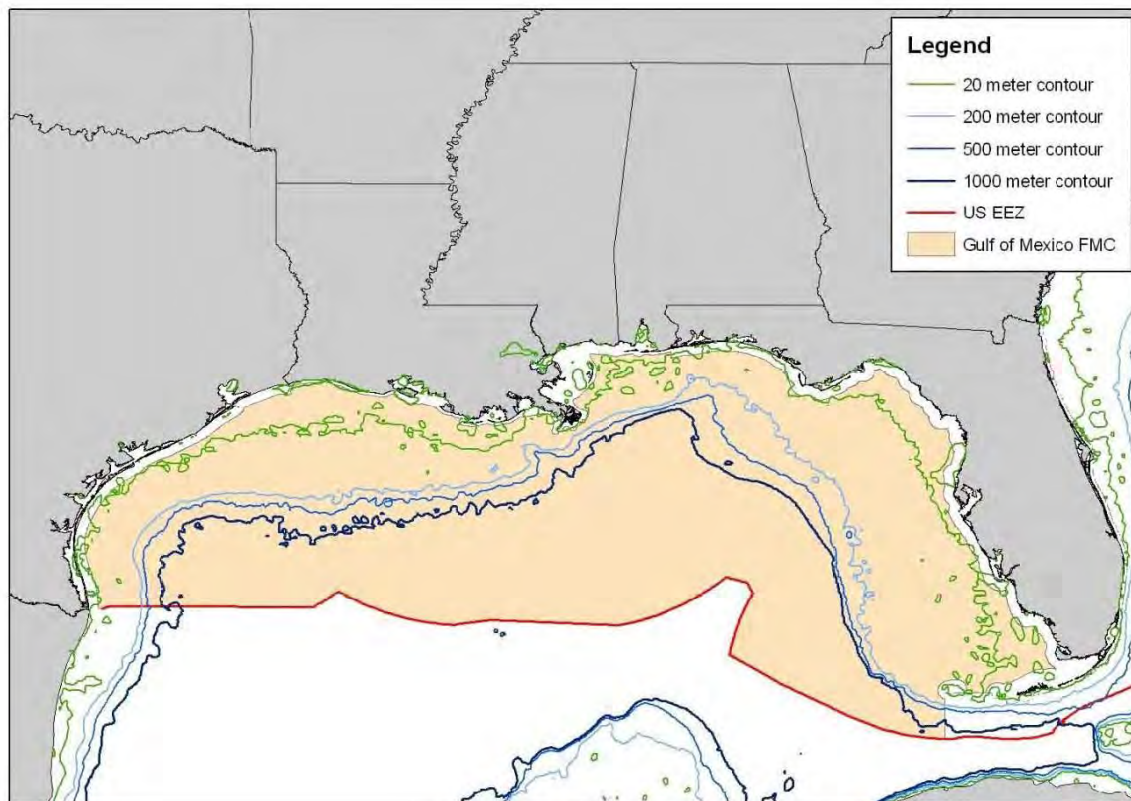 Legend
20 meter contour
200 meter contour
500 meter contour
1000 meter contour
US EEZ
Gulf of Mexico FMC